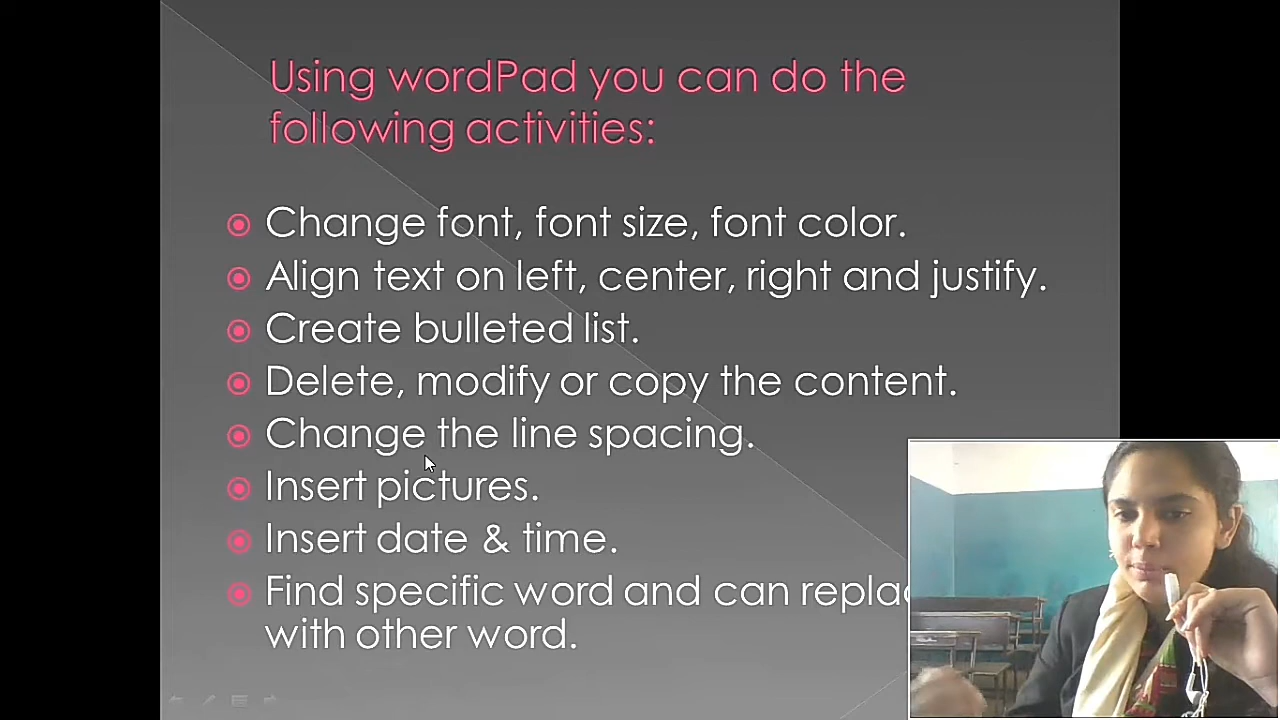 Using wordPad you can do the
following activities:
Change font, font size, font color.
Align text on left, center, right and justify.
Create bulleted list.
Delete, modify or copy the content.
Change the line spacing.
Insert pictures.
Insert date & time.
Find specific word and can
with other word.